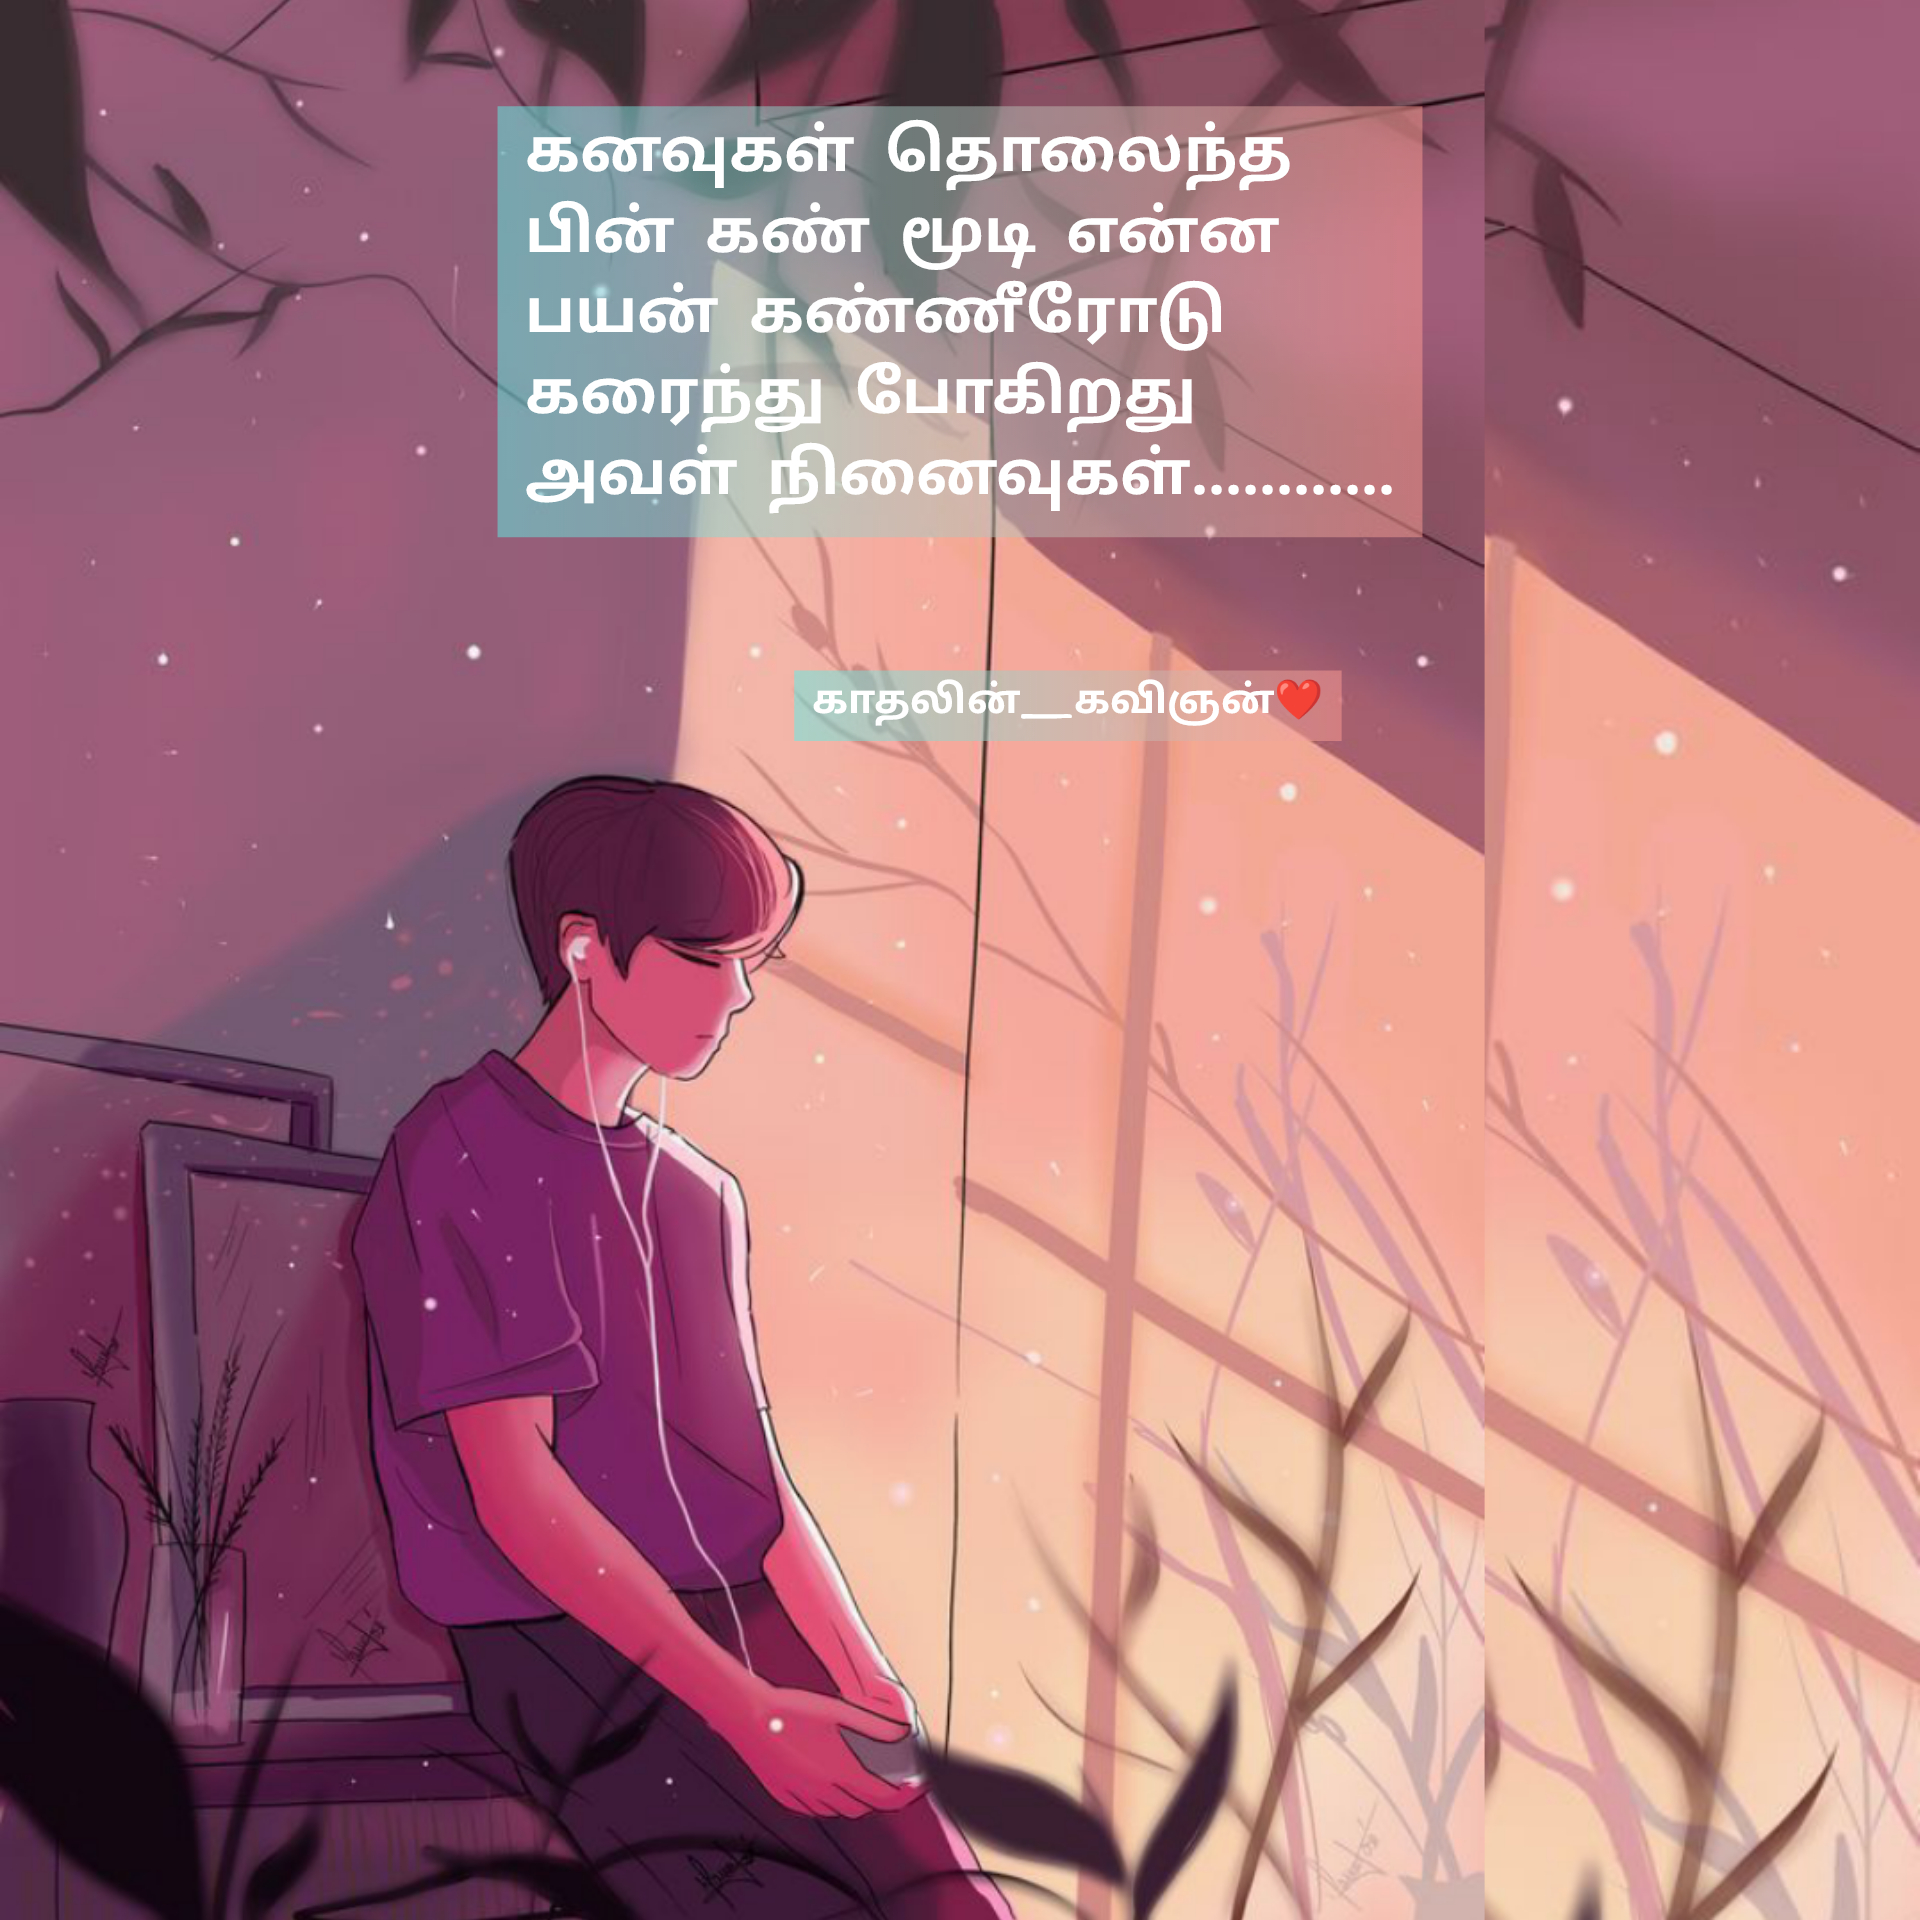 கனவுகள் தொலைந்த
பின் கண் மூடி என்ன
பயன் கண்ணீரோடு
கரைந்து போகிறது
அவள் நினைவுகள்............
காதலின்__கவிஞன்❤️